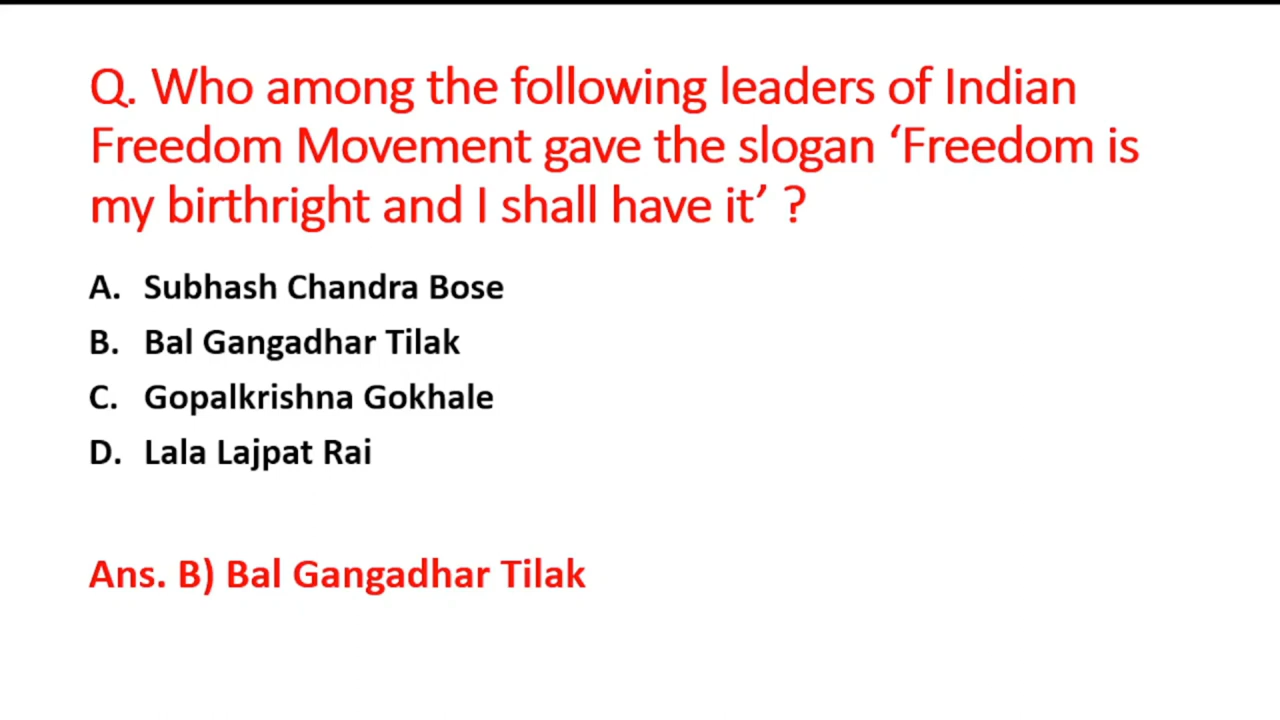 Q. Who among the following leaders of Indian
Freedom Movement gave the slogan ‘Freedom is
my birthright and I shall have it’ ?
A. Subhash Chandra Bose
B. Bal Gangadhar Tilak
C. Gopalkrishna Gokhale
D. Lala Lajpat Rai
Ans. B) Bal Gangadhar Tilak